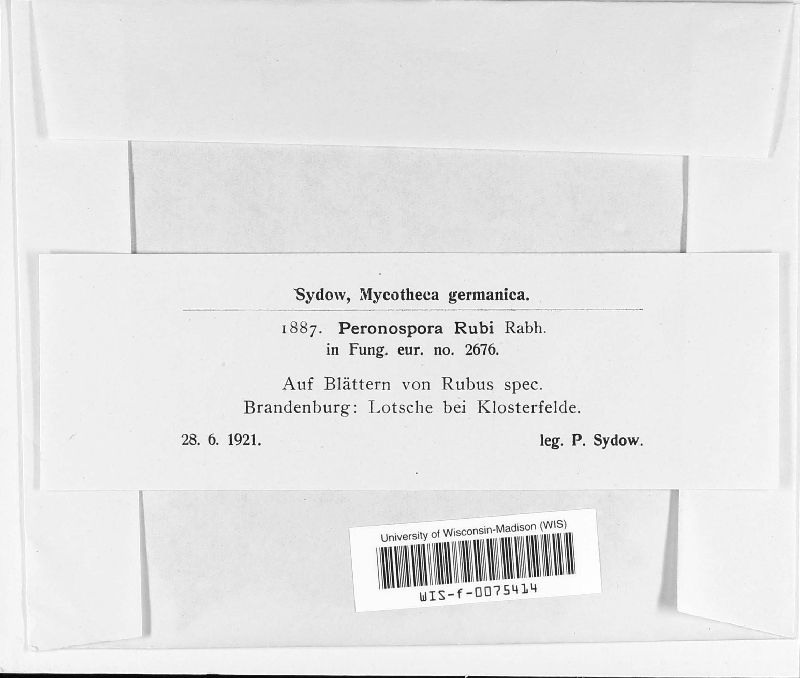 Sydow, Mycotheca germanica.
1887. Peronospora Rubi Rabh.
in Fung. eur. no. 2676.
Auf Blättern von Rubus spec.
Brandenburg: Lotsche bei Klosterfelde.
28. 6. 1921. leg. P. Sydow.
University of Wisconsin-Madison (WIS)
WIS-f-0075414